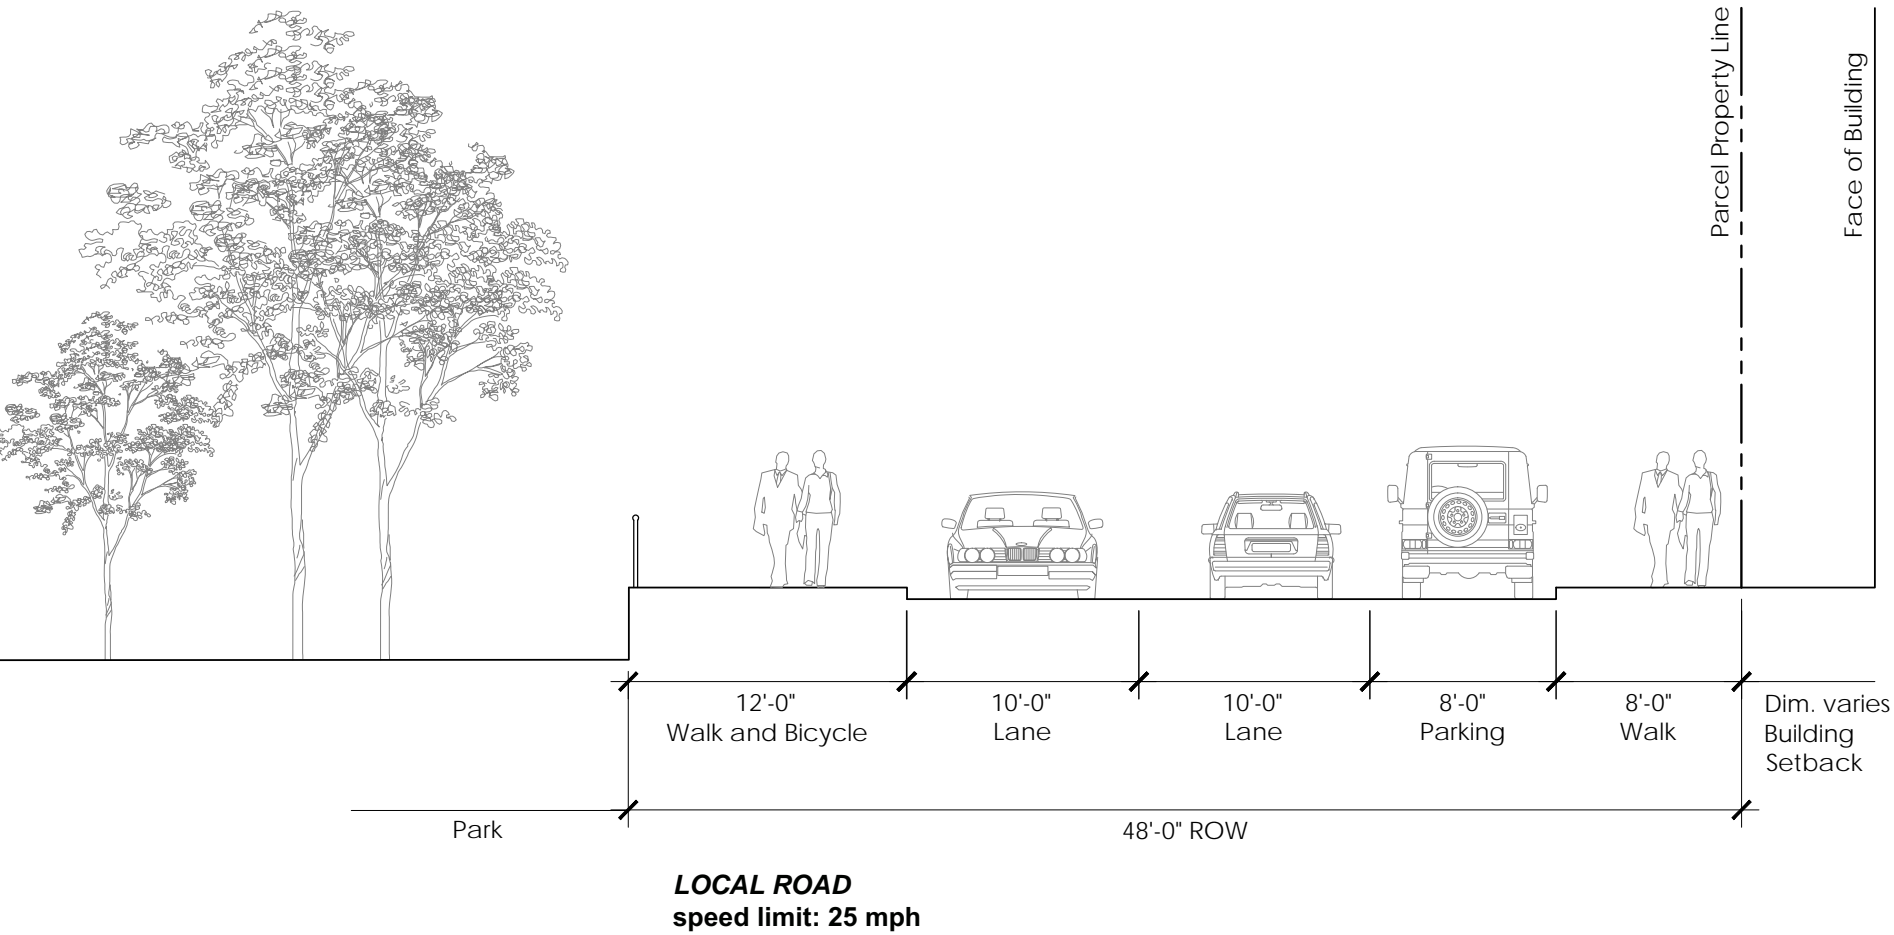 Parcel Property Line
Face of Building
12'-0"
Walk and Bicycle
10'-0"
Lane
10'-0"
Lane
8'-0"
Parking
8'-0"
Walk
Dim. varies
Building
Setback
Park
48'-0" ROW
LOCAL ROAD
speed limit: 25 mph